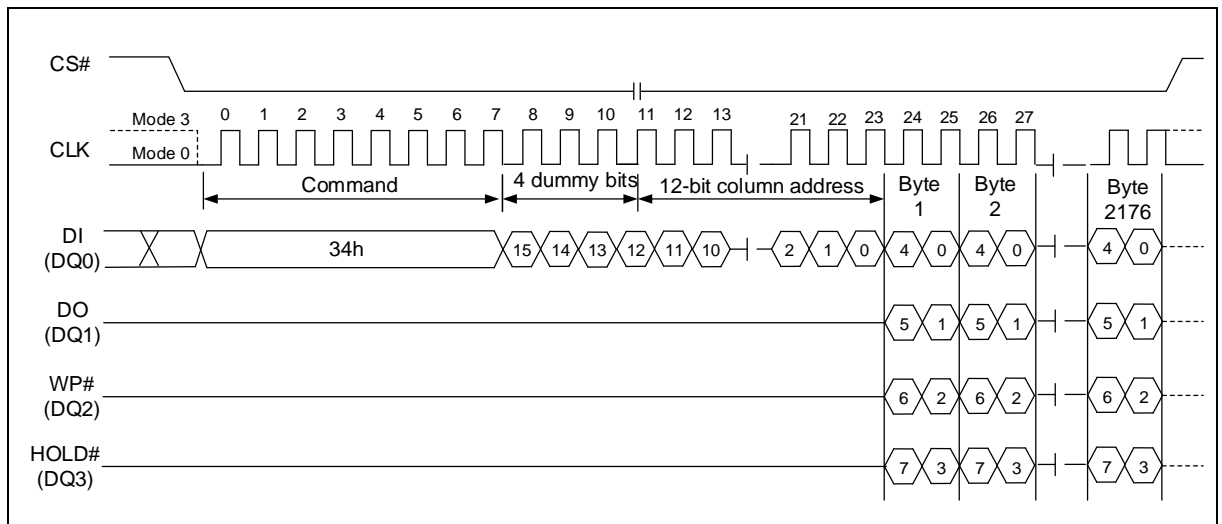 CS#
Mode 3
0 1 2 3 4 5 6 7 8 9 10 11 12 13 21 22 23 24 25 26 27
CLK
Mode 0
Command 4 dummy bits 12-bit column address Byte 1 Byte 2 Byte 2176
DI
(DQ0)
34h 15 14 13 12 11 10 2 1 0 4 0 4 0 4 0
DO
(DQ1)
5 1 5 1 5 1
WP#
(DQ2)
6 2 6 2 6 2
HOLD#
(DQ3)
7 3 7 3 7 3